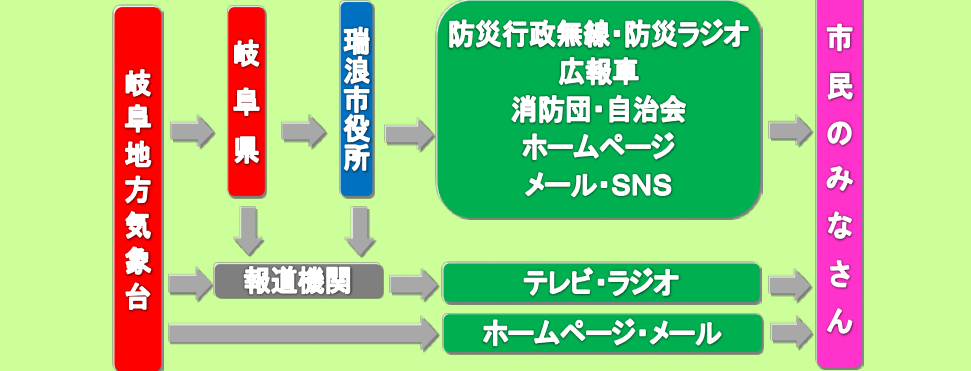 岐阜地方気象台
岐阜県
瑞浪市役所
防災行政無線・防災ラジオ
広報車
消防団・自治会
ホームページ
メール・SNS
市民のみなさん
報道機関
テレビ・ラジオ
ホームページ・メール